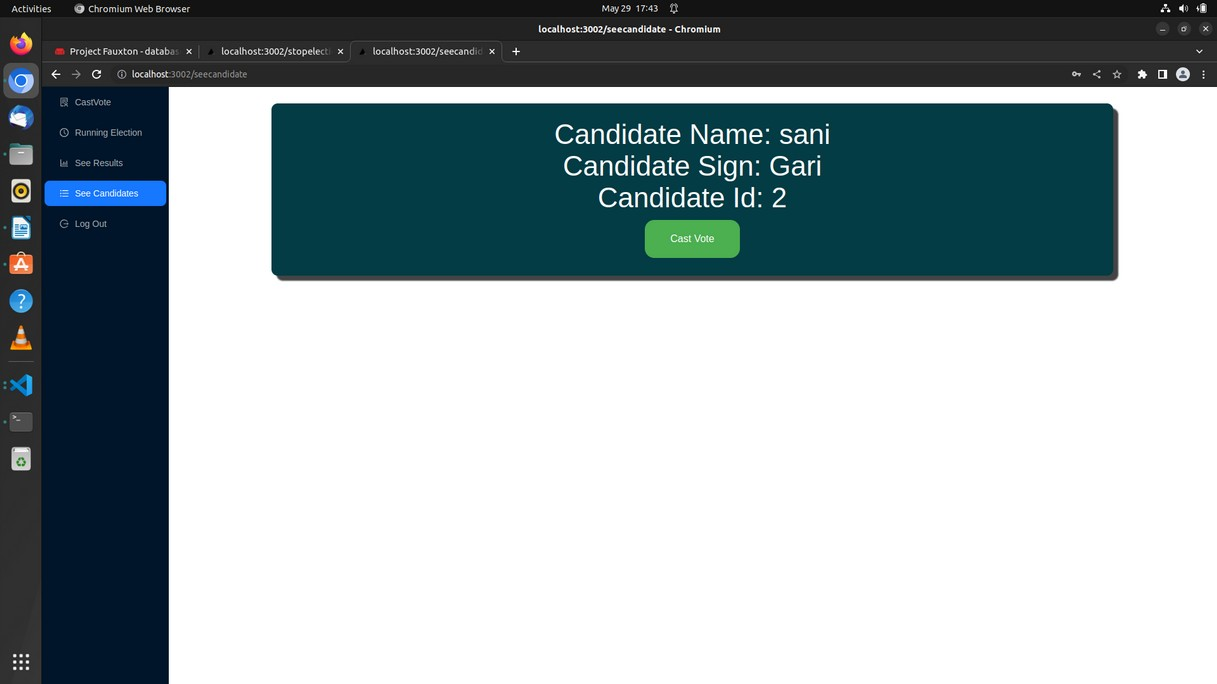 Activities
Chromium Web Browser
May 29 17:43
localhost:3002/seecandidate - Chromium
Project Fauxton - databas
localhost:3002/stopelecti
localhost:3002/seecandid
localhost:3002/seecandidate
CastVote
Running Election
See Results
See Candidates
Log Out
Candidate Name: sani
Candidate Sign: Gari
Candidate Id: 2
Cast Vote